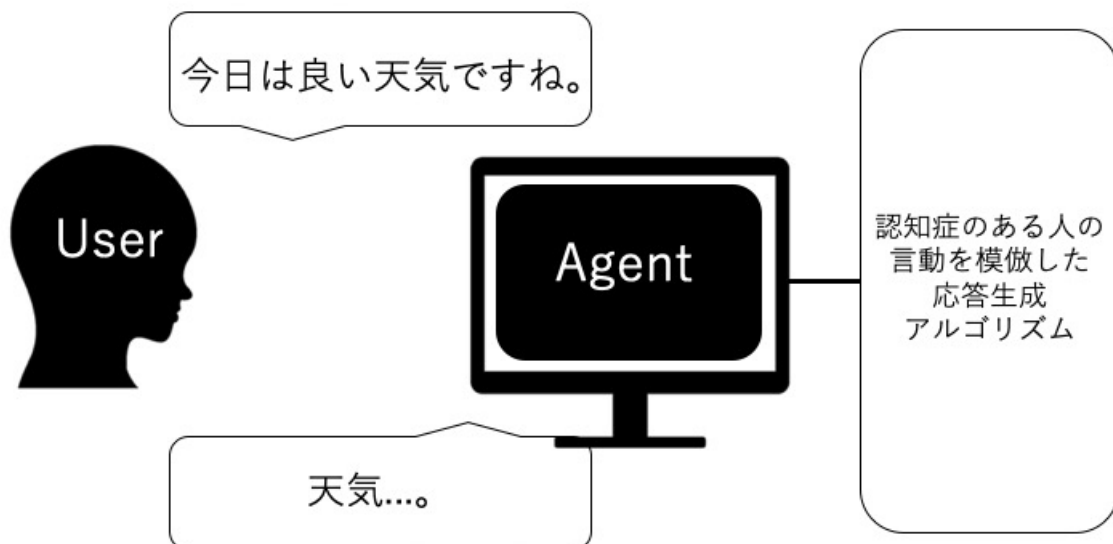 今日は良い天気ですね。
User
Agent
認知症のある人の
言動を模倣した
応答生成
アルゴリズム
天気...。